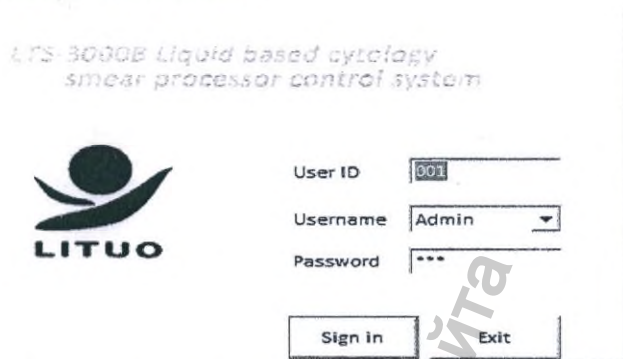 LTS-3000B Liquid based cytology
smear processor control system
User ID 001
LITUO
Username Admin
Password ***
Sign in Exit
йта